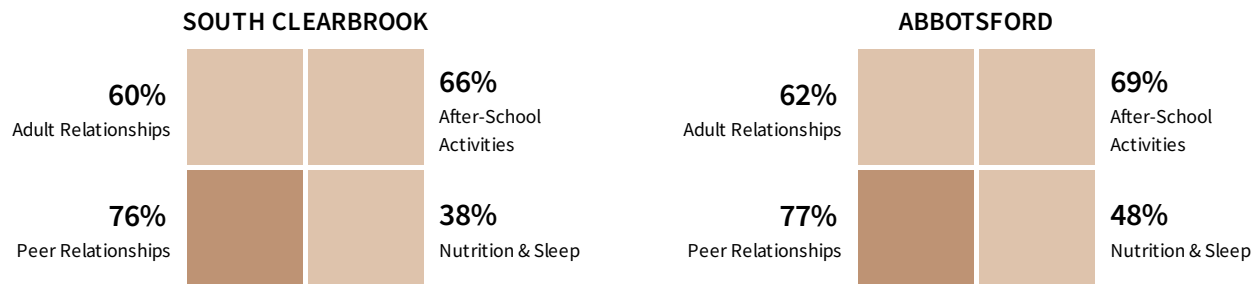 SOUTH CLEARBROOK
60%
Adult Relationships
66%
After-School
Activities
76%
Peer Relationships
38%
Nutrition & Sleep
ABBOTSFORD
62%
Adult Relationships
69%
After-School
Activities
77%
Peer Relationships
48%
Nutrition & Sleep